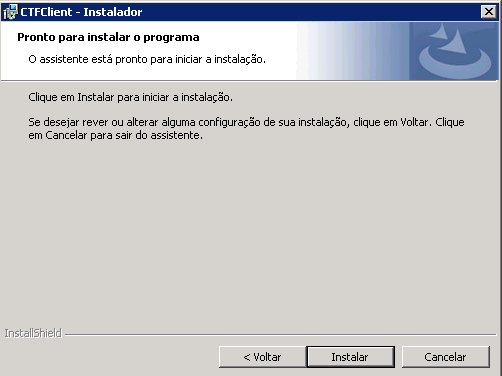 CTFClient - Instalador
Pronto para instalar o programa
O assistente está pronto para iniciar a instalação.
Clique em Instalar para iniciar a instalação.
Se desejar rever ou alterar alguma configuração de sua instalação, clique em Voltar. Clique
em Cancelar para sair do assistente.
InstallShield
< Voltar
Instalar
Cancelar